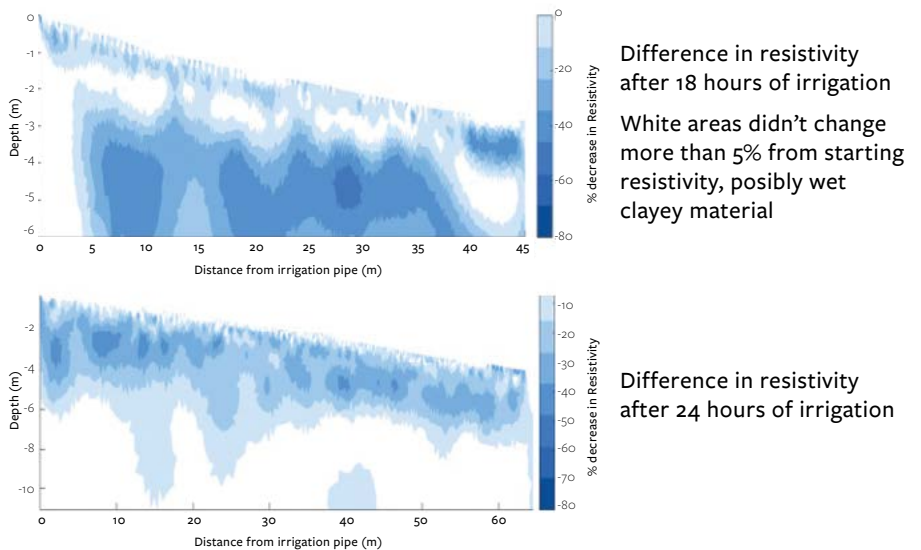 0
-1
-2
-3
-4
-5
-6
Depth (m)
0 5 10 15 20 25 30 35 40 45
Distance from irrigation pipe (m)
0
-20
-40
-60
-80
% decrease in Resistivity
Difference in resistivity
after 18 hours of irrigation
White areas didn't change
more than 5% from starting
resistivity, posibly wet
clayey material
-2
-4
-6
-8
-10
Depth (m)
0 10 20 30 40 50 60
Distance from irrigation pipe (m)
-10
-20
-30
-40
-50
-60
-70
-80
% decrease in Resistivity
Difference in resistivity
after 24 hours of irrigation